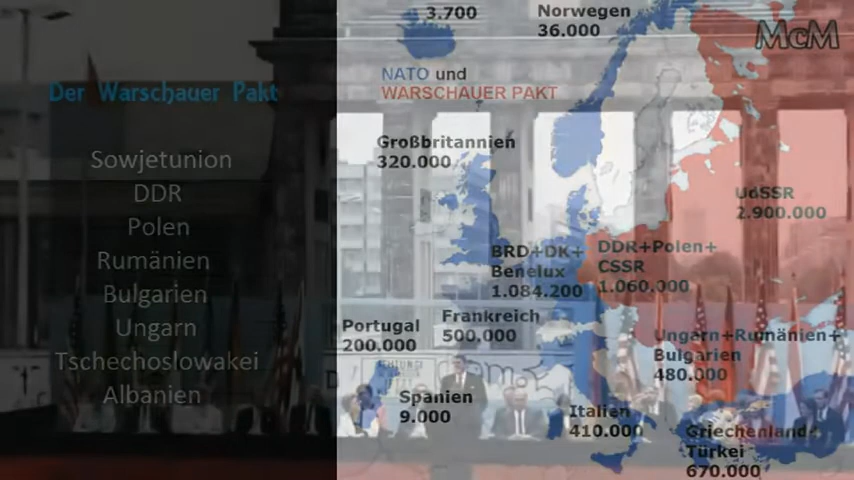 3.700
Norwegen
36.000
McM
Der Warschauer Pakt
NATO und
WARSCHAUER PAKT
Großbritannien
320.000
Sowjetunion
DDR
Polen
Rumänien
Bulgarien
Ungarn
Tschechoslowakei
Albanien
UdSSR
2.900.000
BRD+DK+
Benelux
1.084.200
DDR+Polen+
CSSR
1.060.000
Portugal
200.000
Frankreich
500.000
Ungarn+Rumänien+
Bulgarien
480.000
Spanien
9.000
Italien
410.000
Griechenland+
Türkei
670.000